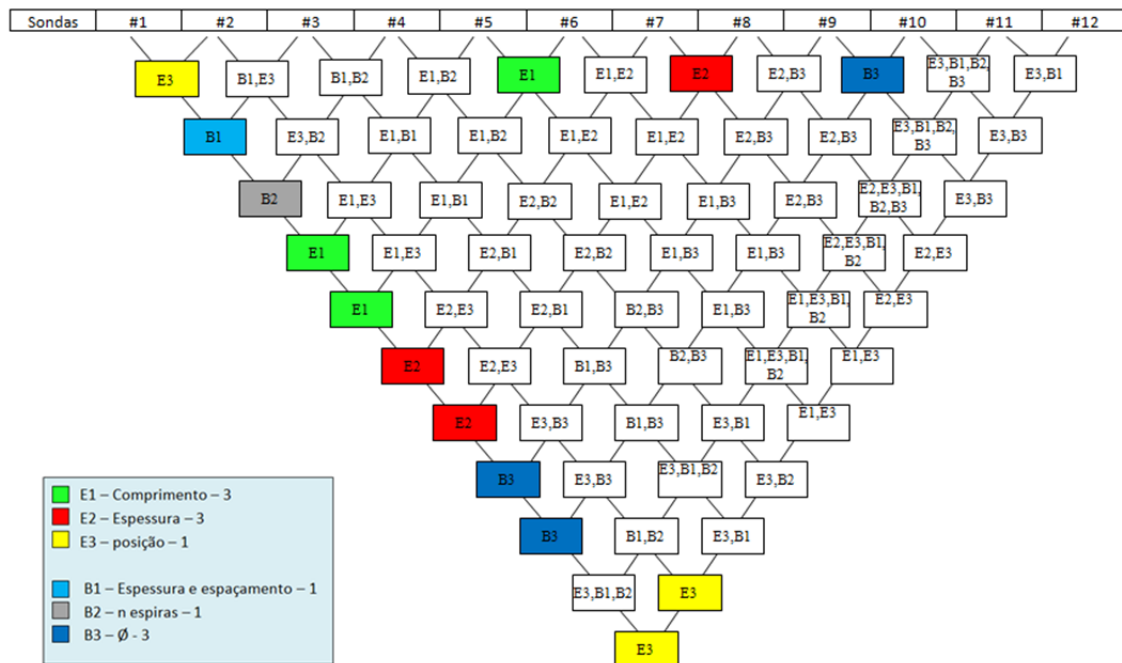 Sondas #1 #2 #3 #4 #5 #6 #7 #8 #9 #10 #11 #12
E3 B1,E3 B1,B2 E1,B2 E1 E1,E2 E2 E2,B3 B3 E3,B1,B2, E3,B1
B3
B1 E3,B2 E1,B1 E1,B2 E1,E2 E1,E2 E2,B3 E2,B3 E3,B1,B2, E3,B3
B3
B2 E1,E3 E1,B1 E2,B2 E1,E2 E1,B3 E2,B3 E2,E3,B1, E3,B3
B2,B3
E1 E1,E3 E2,B1 E2,B2 E1,B3 E1,B3 E2,E3,B1, E2,E3
B2
E1 E2,E3 E2,B1 B2,B3 E1,B3 E1,E3,B1, E2,E3
B2
E2 E2,E3 B1,B3 B2,B3 E1,E3,B1, E1,E3
B2
E2 E3,B3 B1,B3 E3,B1 E1,E3
B3 E3,B3 E3,B1,B2 E3,B2
B3 B1,B2 E3,B1
E3,B1,B2 E3
E3
E1 – Comprimento – 3
E2 – Espessura – 3
E3 – posição – 1
B1 – Espessura e espaçamento – 1
B2 – n espiras – 1
B3 – Ø - 3